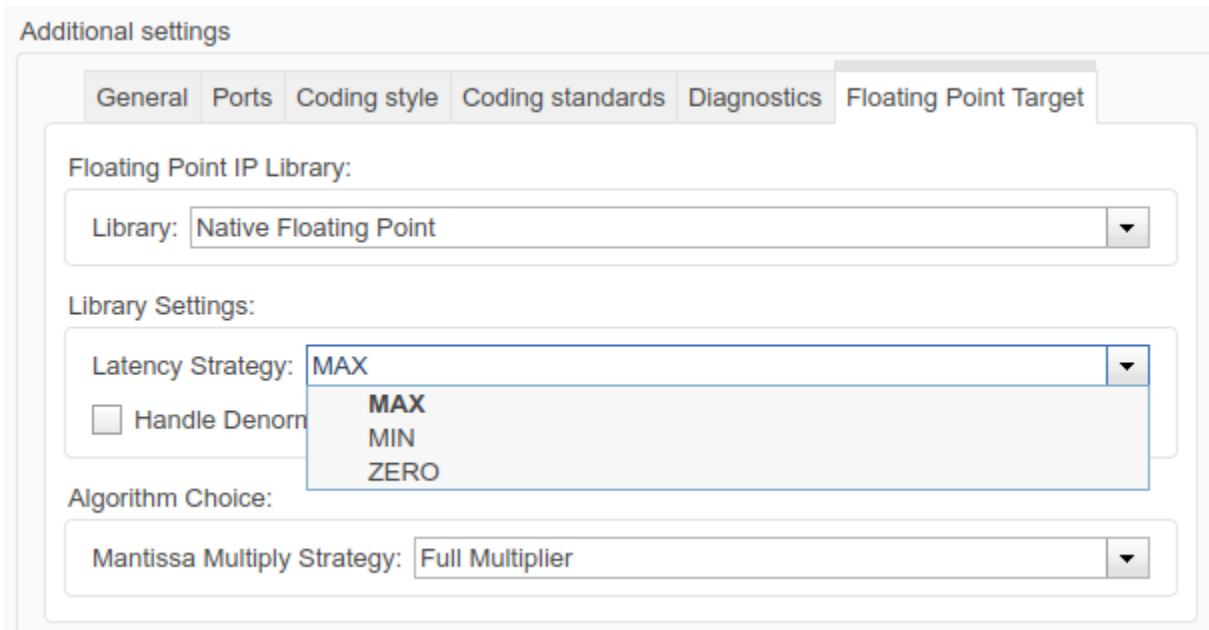 Additional settings
General Ports Coding style Coding standards Diagnostics Floating Point Target
Floating Point IP Library:
Library: Native Floating Point
Library Settings:
Latency Strategy: MAX
MAX
Handle Denorm
MIN
ZERO
Algorithm Choice:
Mantissa Multiply Strategy: Full Multiplier